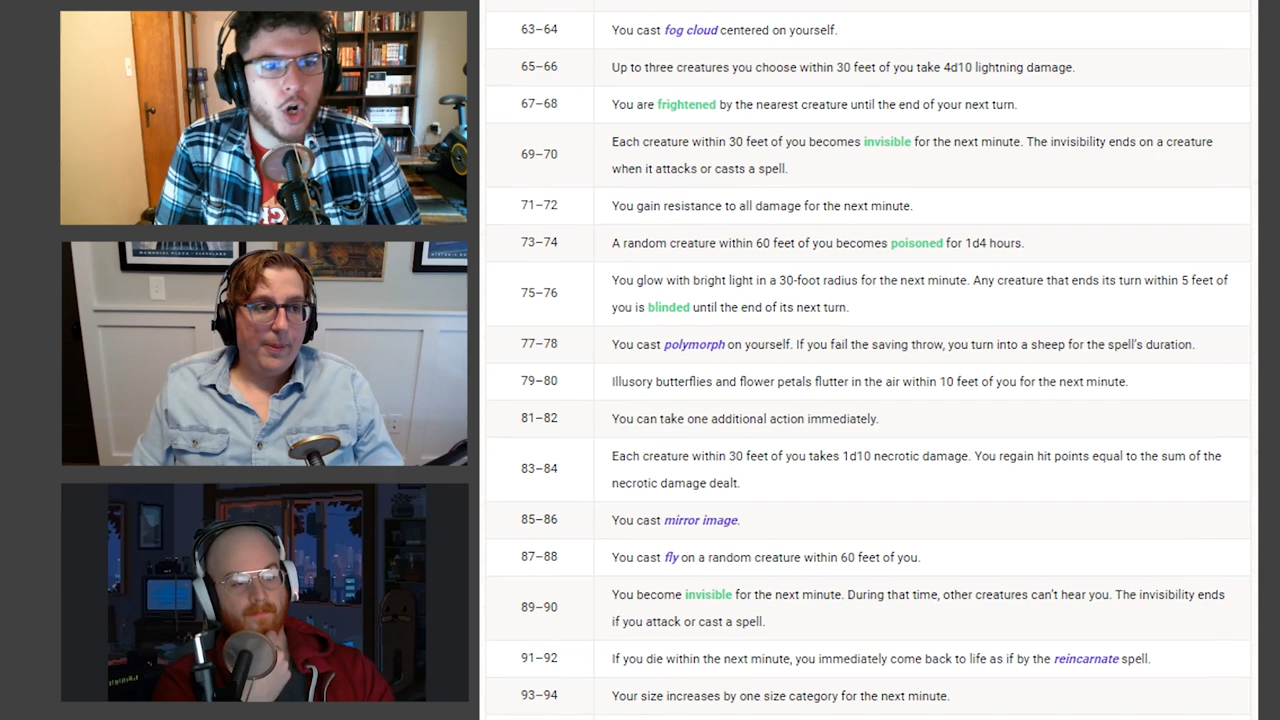 MEMORIAL PLAZA / CLEVELAND
63–64
You cast fog cloud centered on yourself.
65–66
Up to three creatures you choose within 30 feet of you take 4d10 lightning damage.
67–68
You are frightened by the nearest creature until the end of your next turn.
69–70
Each creature within 30 feet of you becomes invisible for the next minute. The invisibility ends on a creature
when it attacks or casts a spell.
71–72
You gain resistance to all damage for the next minute.
73–74
A random creature within 60 feet of you becomes poisoned for 1d4 hours.
75–76
You glow with bright light in a 30-foot radius for the next minute. Any creature that ends its turn within 5 feet of
you is blinded until the end of its next turn.
77–78
You cast polymorph on yourself. If you fail the saving throw, you turn into a sheep for the spell's duration.
79–80
Illusory butterflies and flower petals flutter in the air within 10 feet of you for the next minute.
81–82
You can take one additional action immediately.
83–84
Each creature within 30 feet of you takes 1d10 necrotic damage. You regain hit points equal to the sum of the
necrotic damage dealt.
85–86
You cast mirror image.
87–88
You cast fly on a random creature within 60 feet of you.
89–90
You become invisible for the next minute. During that time, other creatures can't hear you. The invisibility ends
if you attack or cast a spell.
91–92
If you die within the next minute, you immediately come back to life as if by the reincarnate spell.
93–94
Your size increases by one size category for the next minute.